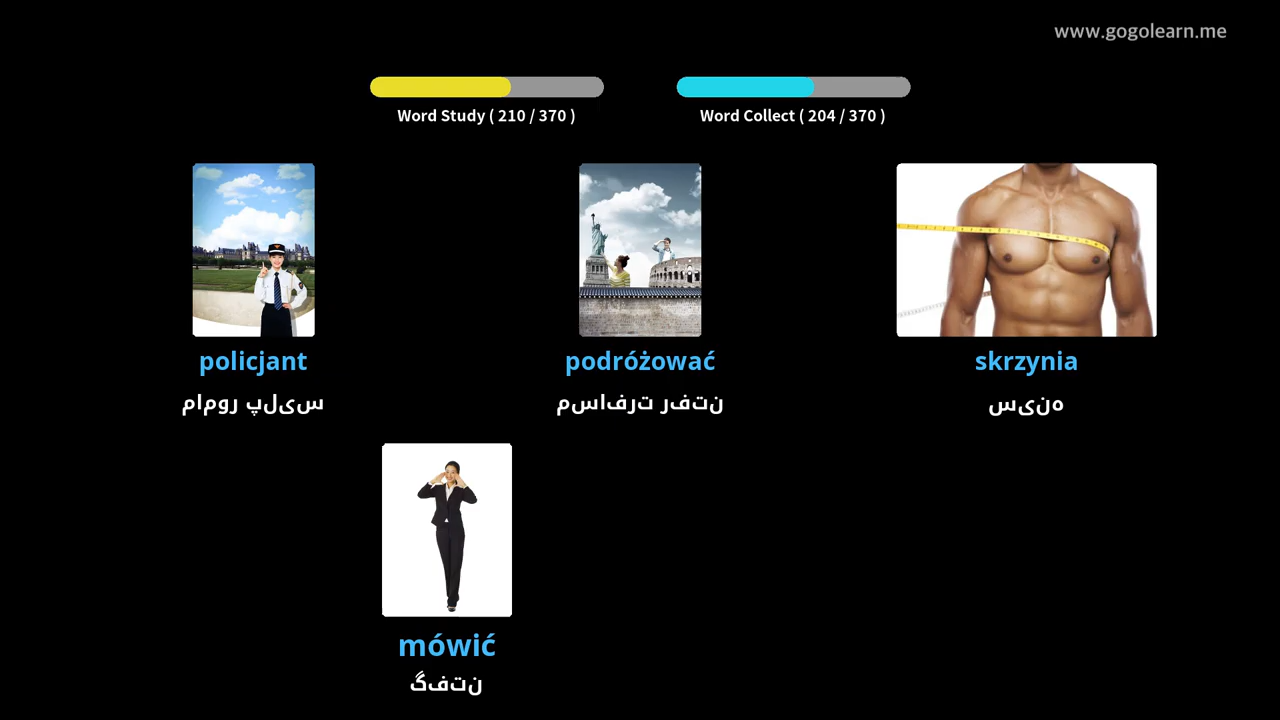 www.gogolearn.me
Word Study ( 210 / 370 )
Word Collect ( 204 / 370 )
policjant
مامور پلیس
podróżować
مسافرت رفتن
skrzynia
سینه
mówić
گفتن